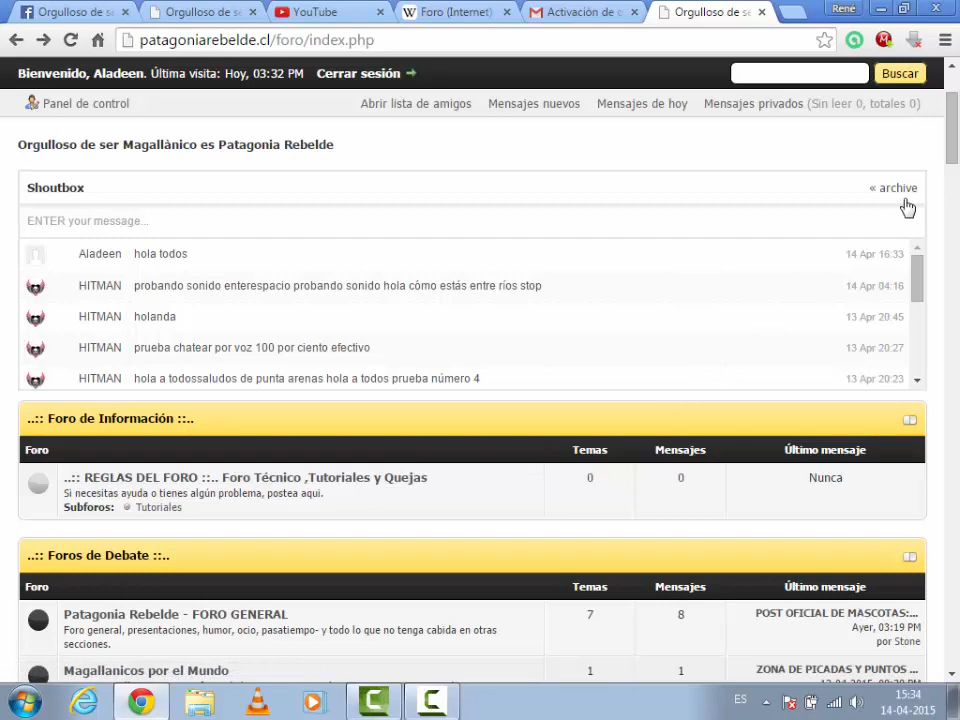 Orgulloso de se
Orgulloso de se
YouTube
Foro (Internet)
Activación de c
Orgulloso de se
René
patagoniarebelde.cl/foro/index.php
Bienvenido, Aladeen. Última visita: Hoy, 03:32 PM Cerrar sesión
Buscar
Panel de control
Abrir lista de amigos Mensajes nuevos Mensajes de hoy Mensajes privados (Sin leer 0, totales 0)
Orgulloso de ser Magallànico es Patagonia Rebelde
Shoutbox
« archive
ENTER your message...
Aladeen hola todos 14 Apr 16:33
HITMAN probando sonido enterespacio probando sonido hola cómo estás entre ríos stop 14 Apr 04:16
HITMAN holanda 13 Apr 20:45
HITMAN prueba chatear por voz 100 por ciento efectivo 13 Apr 20:27
HITMAN hola a todossaludos de punta arenas hola a todos prueba número 4 13 Apr 20:23
..:: Foro de Información ::..
Foro Temas Mensajes Último mensaje
..:: REGLAS DEL FORO ::.. Foro Técnico ,Tutoriales y Quejas 0 0 Nunca
Si necesitas ayuda o tienes algún problema, postea aqui.
Subforos: Tutoriales
..:: Foros de Debate ::..
Foro Temas Mensajes Último mensaje
Patagonia Rebelde - FORO GENERAL 7 8 POST OFICIAL DE MASCOTAS:...
Foro general, presentaciones, humor, ocio, pasatiempo- y todo lo que no tenga cabida en otras
secciones.
Ayer, 03:19 PM
por Stone
Magallanicos por el Mundo 1 1 ZONA DE PICADAS Y PUNTOS ...
ES
15:34
14-04-2015